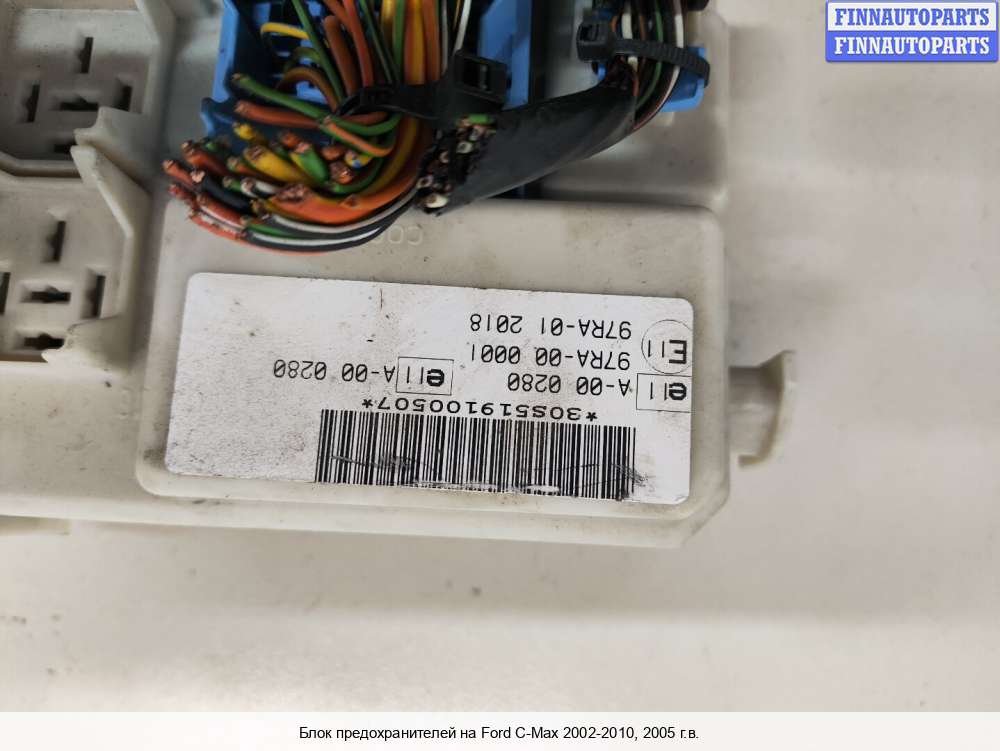 FINNAUTOPARTS
FINNAUTOPARTS
*30S519100507*
e11 A-00 0280
e11 A-00 0280
E11 97RA-00 0001
97RA-01 2018
Блок предохранителей на Ford C-Max 2002-2010, 2005 г.в.